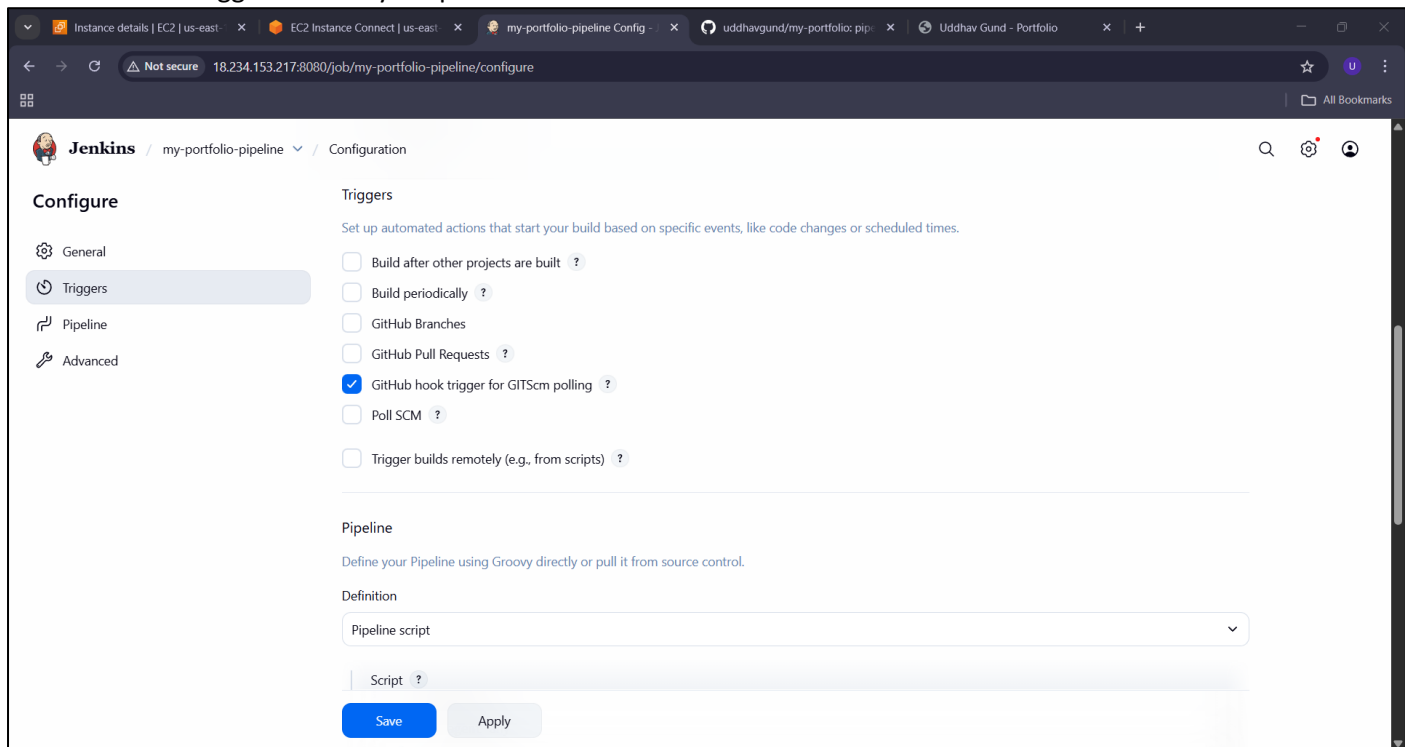 Instance details | EC2 | us-east-
EC2 Instance Connect | us-east-
my-portfolio-pipeline Config -
uddhavgund/my-portfolio: pip
Uddhav Gund - Portfolio
Not secure 18.234.153.217:8080/job/my-portfolio-pipeline/configure
U
All Bookmarks
Jenkins / my-portfolio-pipeline / Configuration
Configure
General
Triggers
Pipeline
Advanced
Triggers
Set up automated actions that start your build based on specific events, like code changes or scheduled times.
Build after other projects are built ?
Build periodically ?
GitHub Branches
GitHub Pull Requests ?
GitHub hook trigger for GITScm polling ?
Poll SCM ?
Trigger builds remotely (e.g., from scripts) ?
Pipeline
Define your Pipeline using Groovy directly or pull it from source control.
Definition
Pipeline script
Script ?
Save
Apply